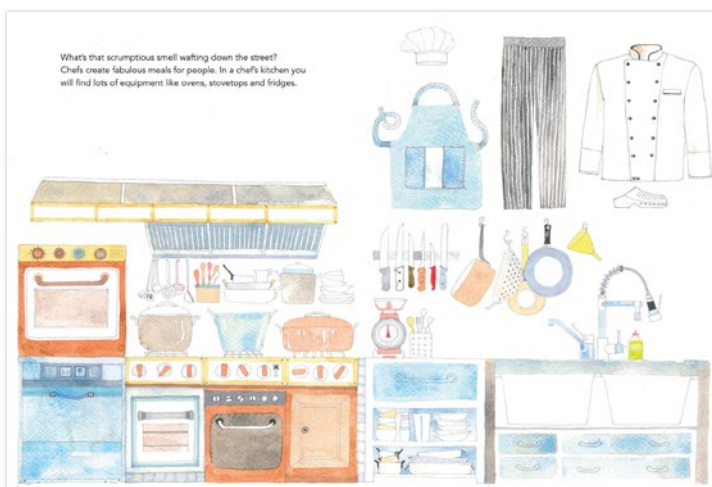 What's that scrumptious smell wafting down the street?
Chefs create fabulous meals for people. In a chef's kitchen you
will find lots of equipment like ovens, stovetops and fridges.